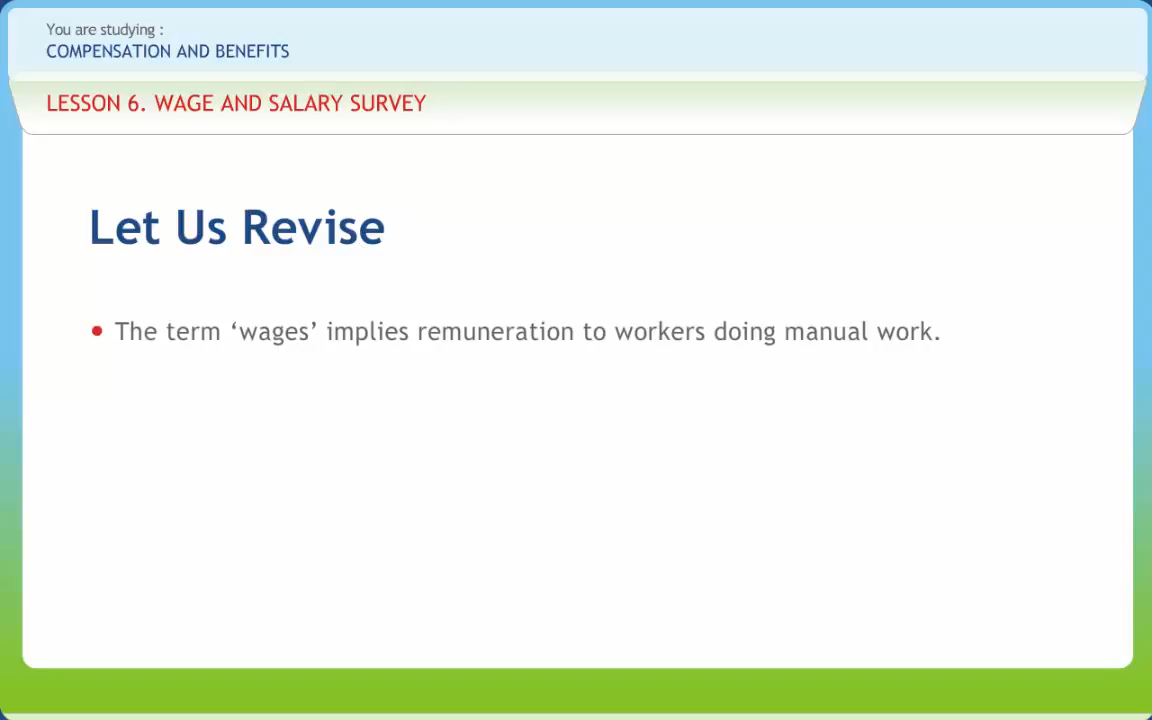 You are studying :
COMPENSATION AND BENEFITS
LESSON 6. WAGE AND SALARY SURVEY
Let Us Revise
• The term ‘wages’ implies remuneration to workers doing manual work.